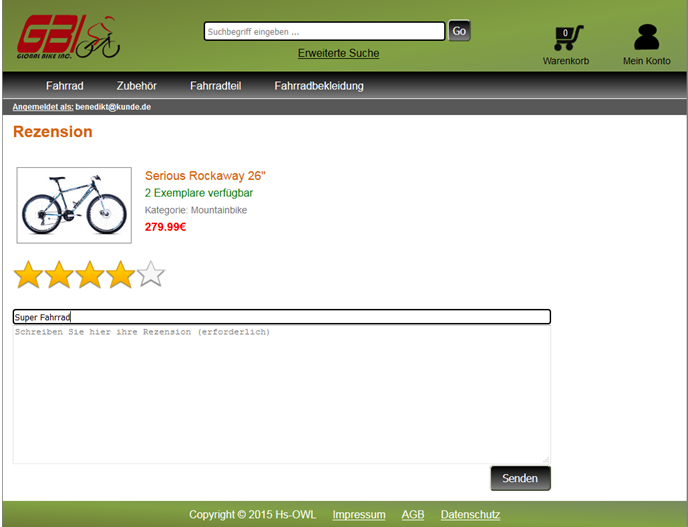 GBI
GLOBAL BIKE INC.
Suchbegriff eingeben ...
Go
Erweiterte Suche
0
Warenkorb
Mein Konto
Fahrrad Zubehör Fahrradteil Fahrradbekleidung
Angemeldet als: benedikt@kunde.de
Rezension
Serious Rockaway 26"
2 Exemplare verfügbar
Kategorie: Mountainbike
279.99€
Super Fahrrad
Schreiben Sie hier ihre Rezension (erforderlich)
Senden
Copyright © 2015 Hs-OWL Impressum AGB Datenschutz